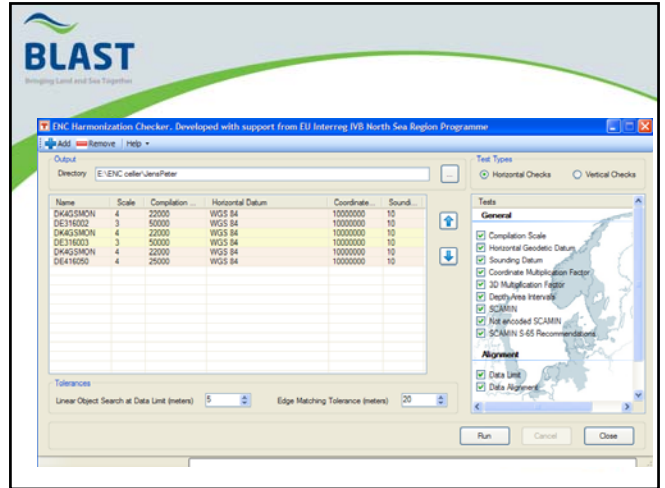 BLAST
Bringing Land and Sea Together
ENC Harmonization Checker. Developed with support from EU Interreg IVB North Sea Region Programme
Add Remove Help
Output
Directory E:\ENC celler\JensPeter ...
Test Types
Horizontal Checks Vertical Checks
Name Scale Compilation ... Horizontal Datum Coordinate... Soundi...
DK4GSMON 4 22000 WGS 84 10000000 10
DE316002 3 50000 WGS 84 10000000 10
DK4GSMON 4 22000 WGS 84 10000000 10
DE316003 3 50000 WGS 84 10000000 10
DK4GSMON 4 22000 WGS 84 10000000 10
DE416050 4 25000 WGS 84 10000000 10
Tests
General
Compilation Scale
Horizontal Geodetic Datum
Sounding Datum
Coordinate Multiplication Factor
3D Multiplication Factor
Depth Area Intervals
SCAMIN
Not encoded SCAMIN
SCAMIN S-65 Recommendations
Alignment
Data Limit
Data Alignment
Tolerances
Linear Object Search at Data Limit (meters) 5 Edge Matching Tolerance (meters) 20
Run Cancel Close